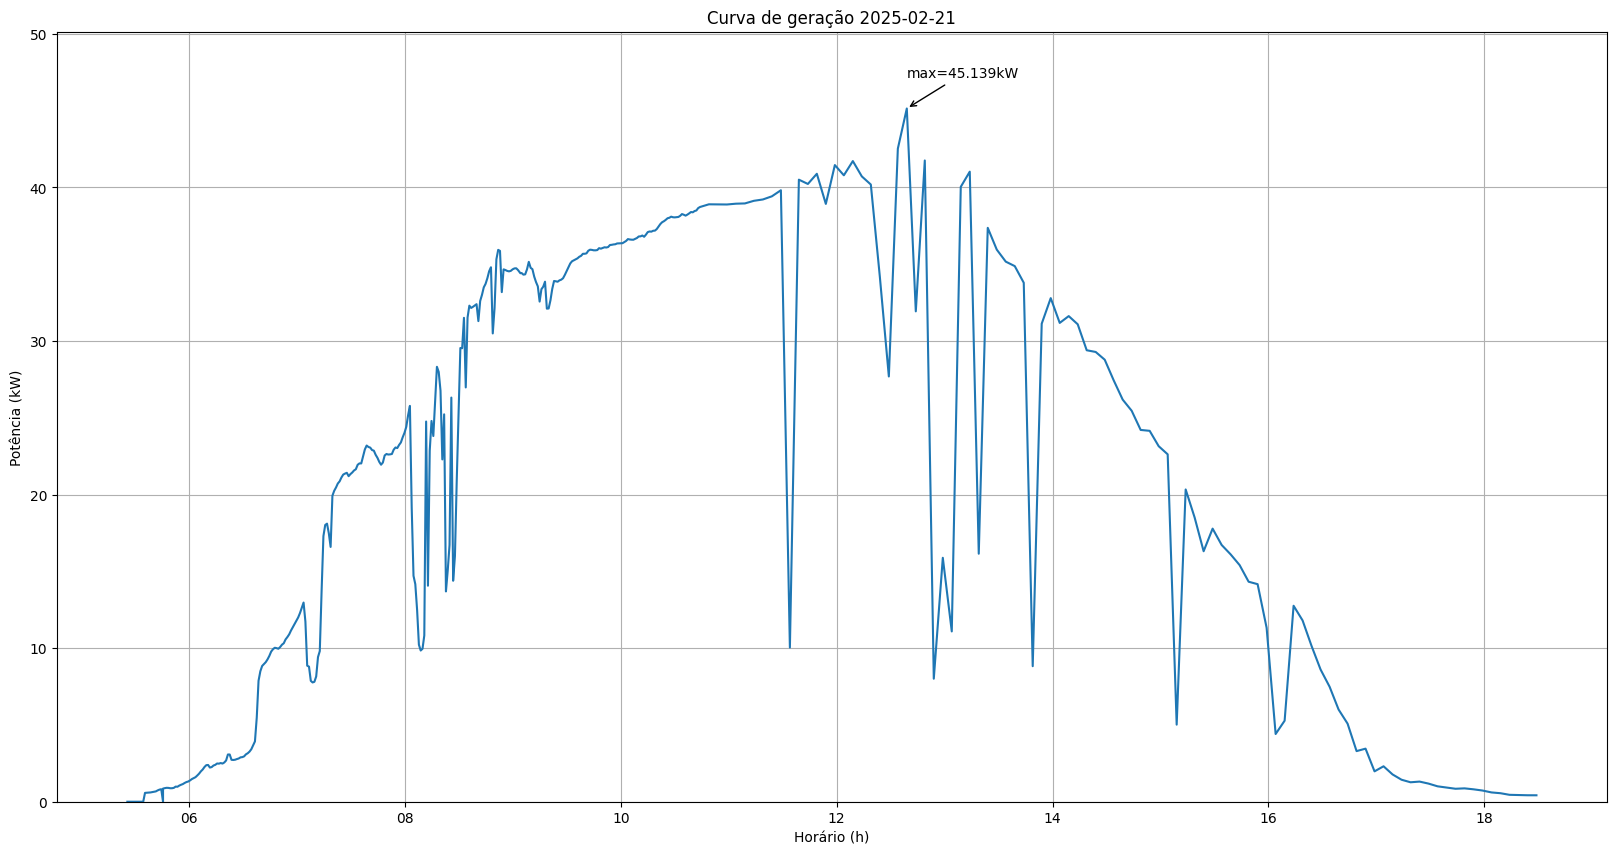 Curva de geração 2025-02-21
50
max=45.139kW
40
30
Potência (kW)
20
10
0
06 08 10 12 14 16 18
Horário (h)